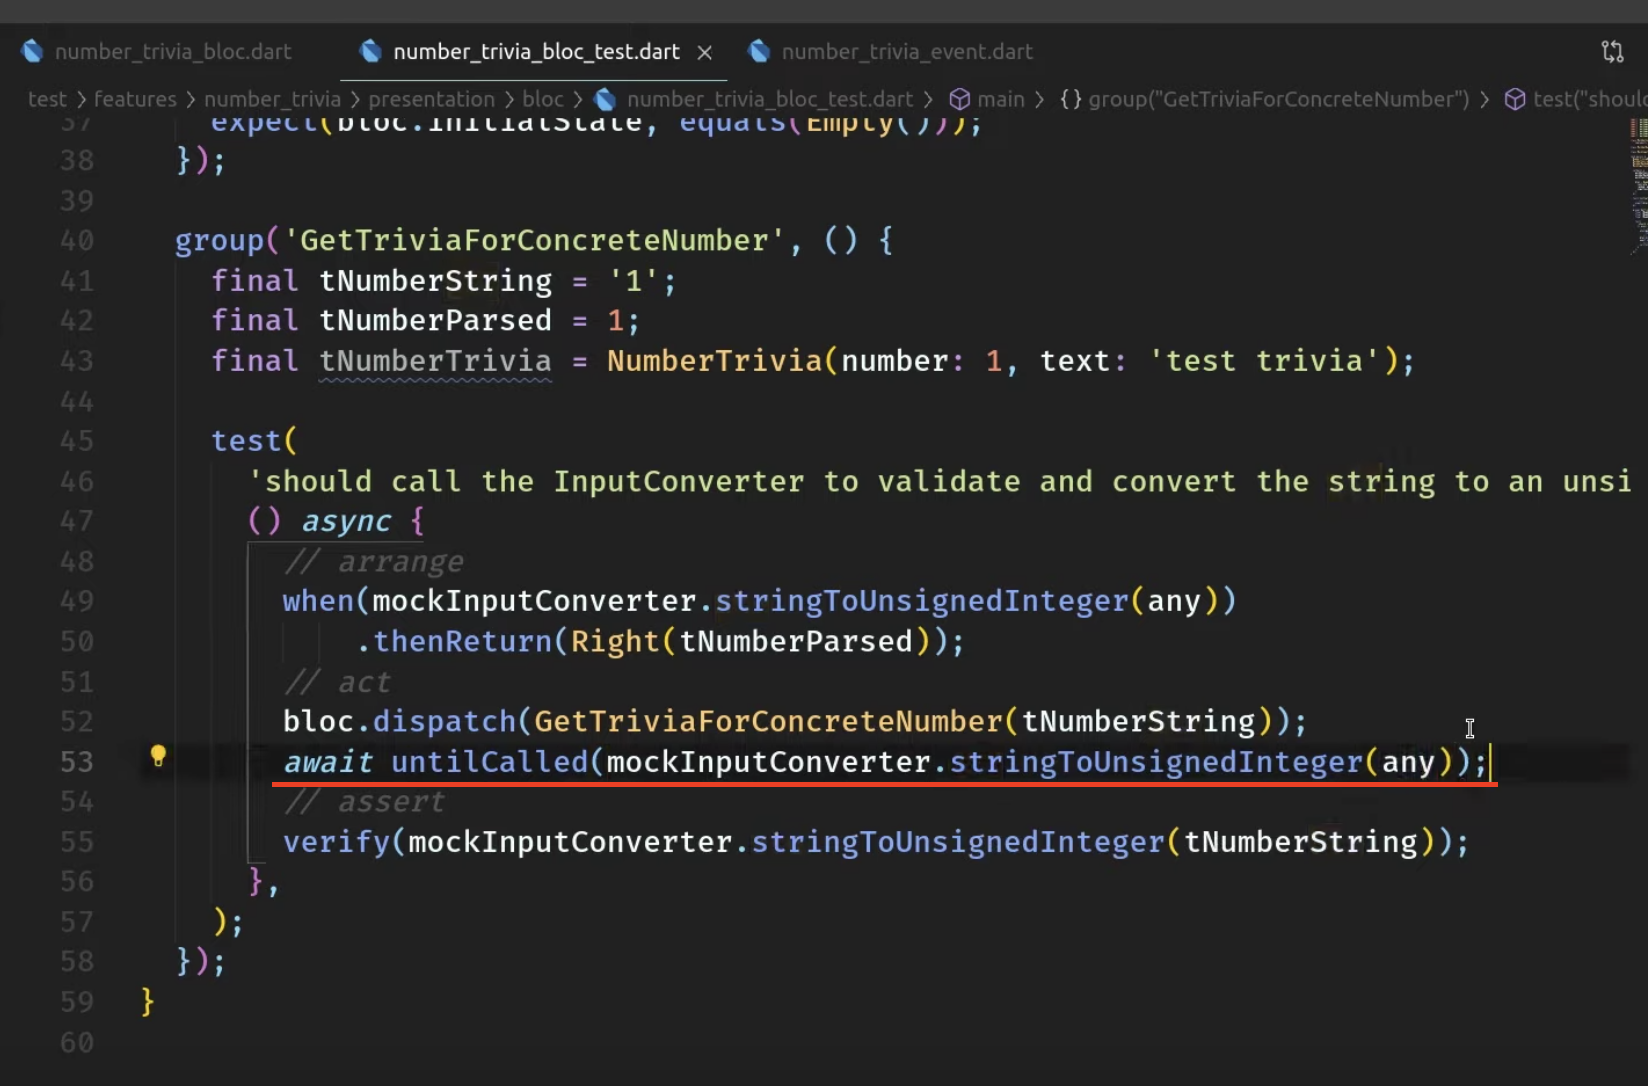 number_trivia_bloc.dart number_trivia_bloc_test.dart number_trivia_event.dart
test > features > number_trivia > presentation > bloc > number_trivia_bloc_test.dart > main > {} group("GetTriviaForConcreteNumber") > test("shoul
37 expect(bloc.initialState, equals(Empty()));
38 });
39
40 group('GetTriviaForConcreteNumber', () {
41 final tNumberString = '1';
42 final tNumberParsed = 1;
43 final tNumberTrivia = NumberTrivia(number: 1, text: 'test trivia');
44
45 test(
46 'should call the InputConverter to validate and convert the string to an unsi
47 () async {
48 // arrange
49 when(mockInputConverter.stringToUnsignedInteger(any))
50 .thenReturn(Right(tNumberParsed));
51 // act
52 bloc.dispatch(GetTriviaForConcreteNumber(tNumberString));
53 await untilCalled(mockInputConverter.stringToUnsignedInteger(any));
54 // assert
55 verify(mockInputConverter.stringToUnsignedInteger(tNumberString));
56 },
57 );
58 });
59 }
60